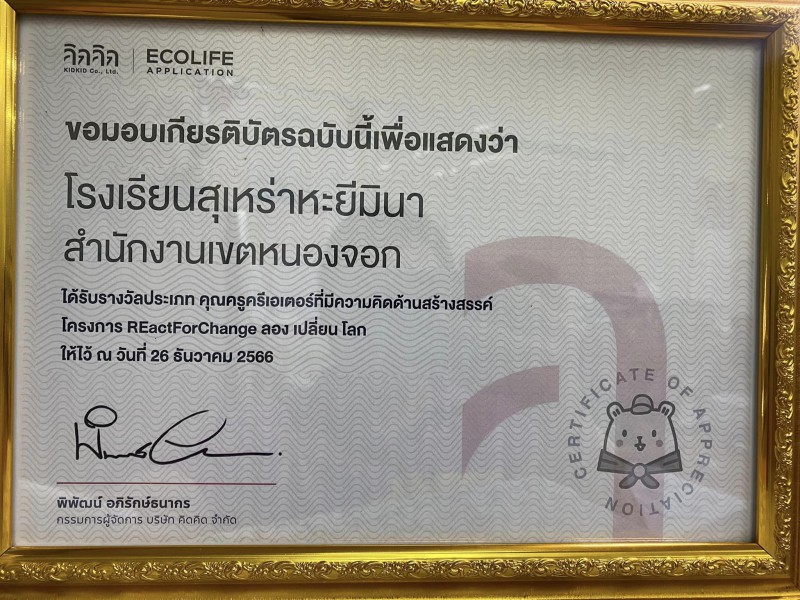 คิดคิด
KIDKID Co., Ltd.
ECOLIFE
APPLICATION
ขอมอบเกียรติบัตรฉบับนี้เพื่อแสดงว่า
โรงเรียนสุเหร่าหะยีมินา
สำนักงานเขตหนองจอก
ได้รับรางวัลประเภท คุณครูครีเอเตอร์ที่มีความคิดด้านสร้างสรรค์
โครงการ REactForChange ลอง เปลี่ยน โลก
ให้ไว้ ณ วันที่ 26 ธันวาคม 2566
CERTIFICATE OF APPRECIATION
พิพัฒน์ อภิรักษ์ธนากร
กรรมการผู้จัดการ บริษัท คิดคิด จำกัด